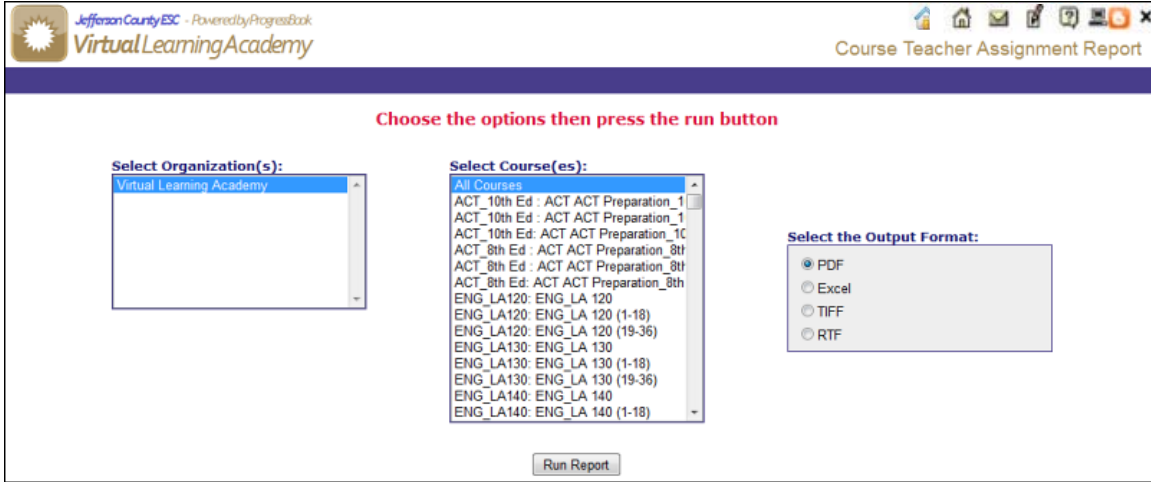 Jefferson County ESC - Powered by ProgressBook
Virtual Learning Academy
Course Teacher Assignment Report
Choose the options then press the run button
Select Organization(s):
Virtual Learning Academy
Select Course(es):
All Courses
ACT_10th Ed : ACT ACT Preparation_1
ACT_10th Ed : ACT ACT Preparation_1
ACT_10th Ed: ACT ACT Preparation_10
ACT_8th Ed : ACT ACT Preparation_8th
ACT_8th Ed : ACT ACT Preparation_8th
ACT_8th Ed: ACT ACT Preparation_8th
ENG_LA120: ENG_LA 120
ENG_LA120: ENG_LA 120 (1-18)
ENG_LA120: ENG_LA 120 (19-36)
ENG_LA130: ENG_LA 130
ENG_LA130: ENG_LA 130 (1-18)
ENG_LA130: ENG_LA 130 (19-36)
ENG_LA140: ENG_LA 140
ENG_LA140: ENG_LA 140 (1-18)
Select the Output Format:
PDF
Excel
TIFF
RTF
Run Report